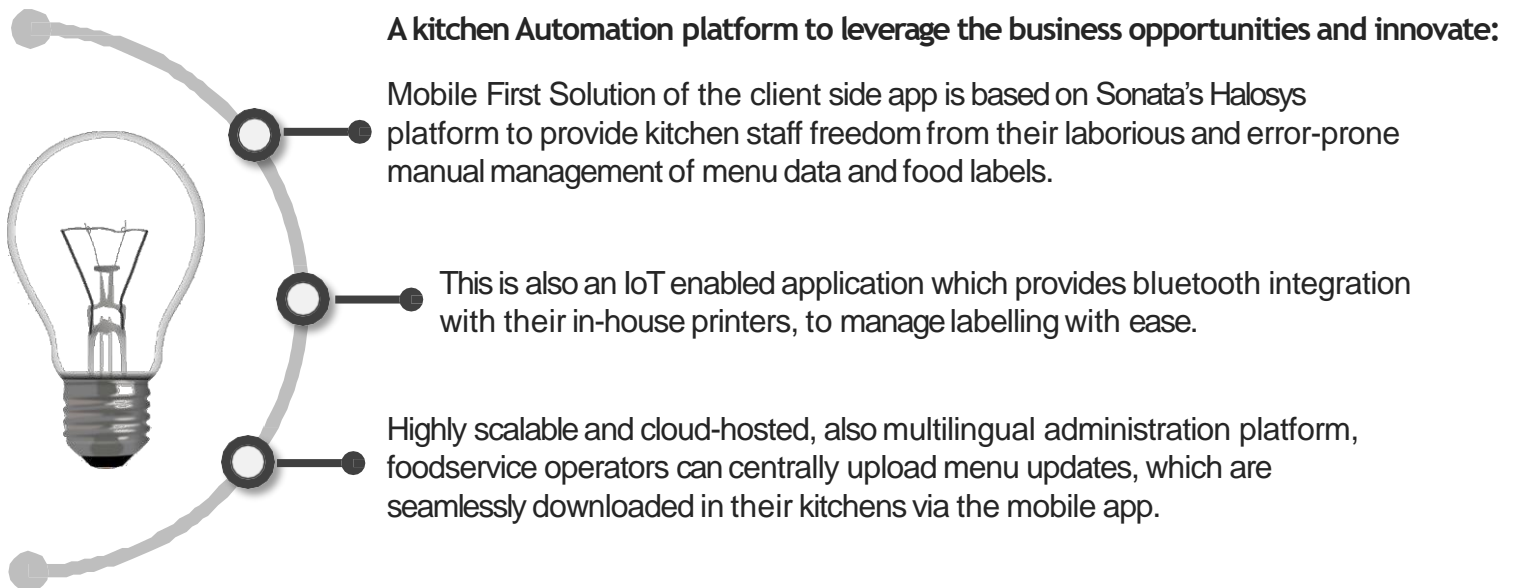 A kitchen Automation platform to leverage the business opportunities and innovate:
Mobile First Solution of the client side app is based on Sonata's Halosys
platform to provide kitchen staff freedom from their laborious and error-prone
manual management of menu data and food labels.
This is also an IoT enabled application which provides bluetooth integration
with their in-house printers, to manage labelling with ease.
Highly scalable and cloud-hosted, also multilingual administration platform,
foodservice operators can centrally upload menu updates, which are
seamlessly downloaded in their kitchens via the mobile app.